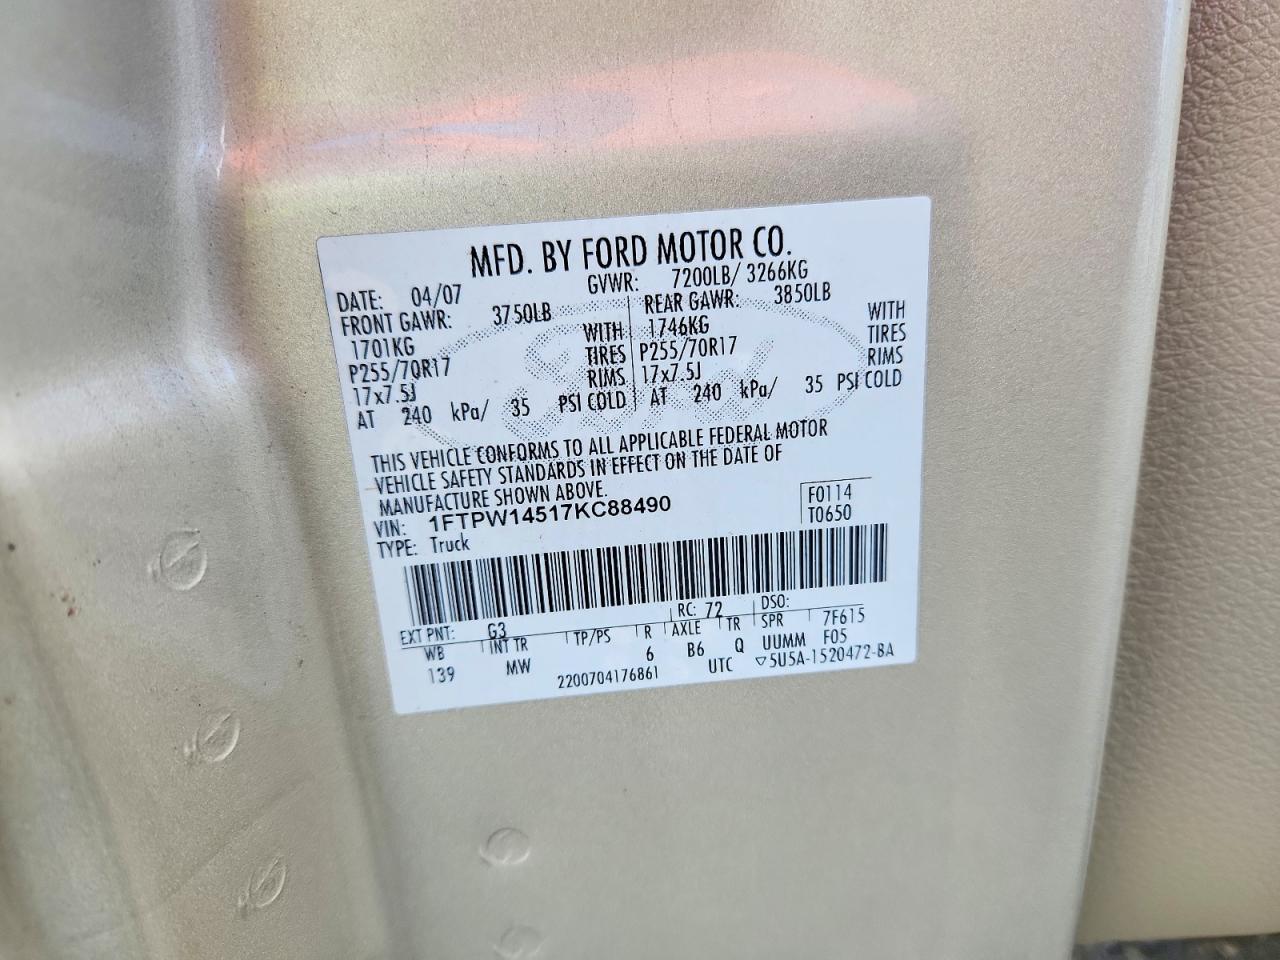 MFD. BY FORD MOTOR CO.
DATE: 04/07 GVWR: 7200LB/ 3266KG
FRONT GAWR: 3750LB REAR GAWR: 3850LB
1701KG WITH 1746KG WITH
P255/70R17 TIRES P255/70R17 TIRES
17x7.5J RIMS 17x7.5J RIMS
AT 240 kPa/ 35 PSI COLD AT 240 kPa/ 35 PSI COLD
THIS VEHICLE CONFORMS TO ALL APPLICABLE FEDERAL MOTOR
VEHICLE SAFETY STANDARDS IN EFFECT ON THE DATE OF
MANUFACTURE SHOWN ABOVE.
VIN: 1FTPW14517KC88490 F0114
TYPE: Truck T0650
EXT PNT: G3 RC: 72 DSO:
WB INT TR TP/PS R AXLE TR SPR 7F615
139 MW 6 B6 Q UUMM F05
2200704176861 UTC ▽5U5A-1520472-BA